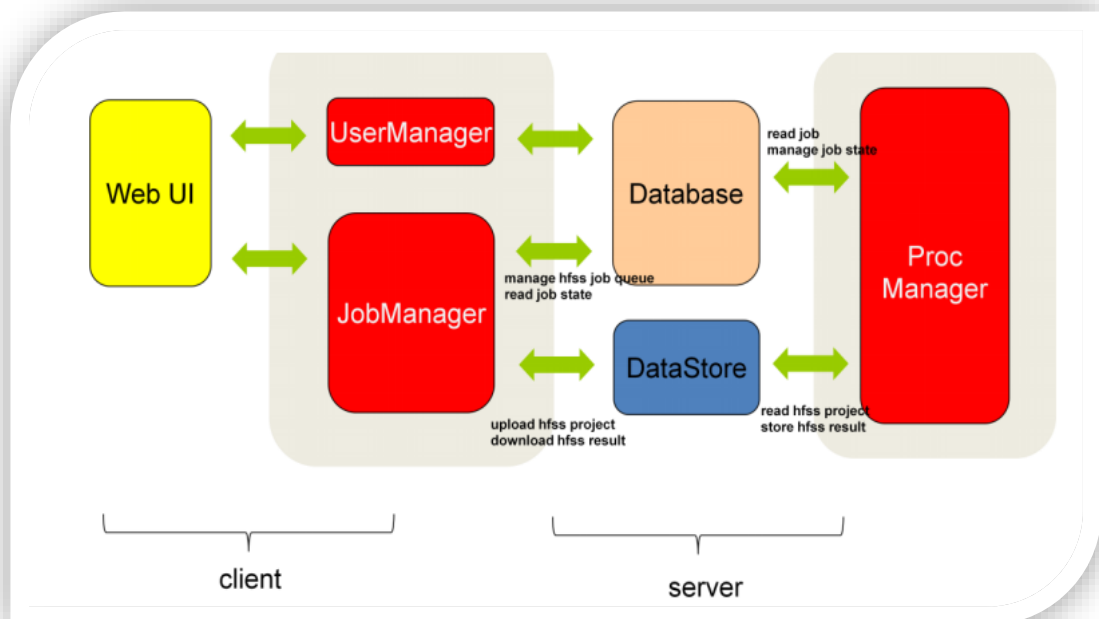 Web UI
UserManager
JobManager
manage hfss job queue
read job state
upload hfss project
download hfss result
Database
DataStore
read job
manage job state
read hfss project
store hfss result
Proc
Manager
client
server